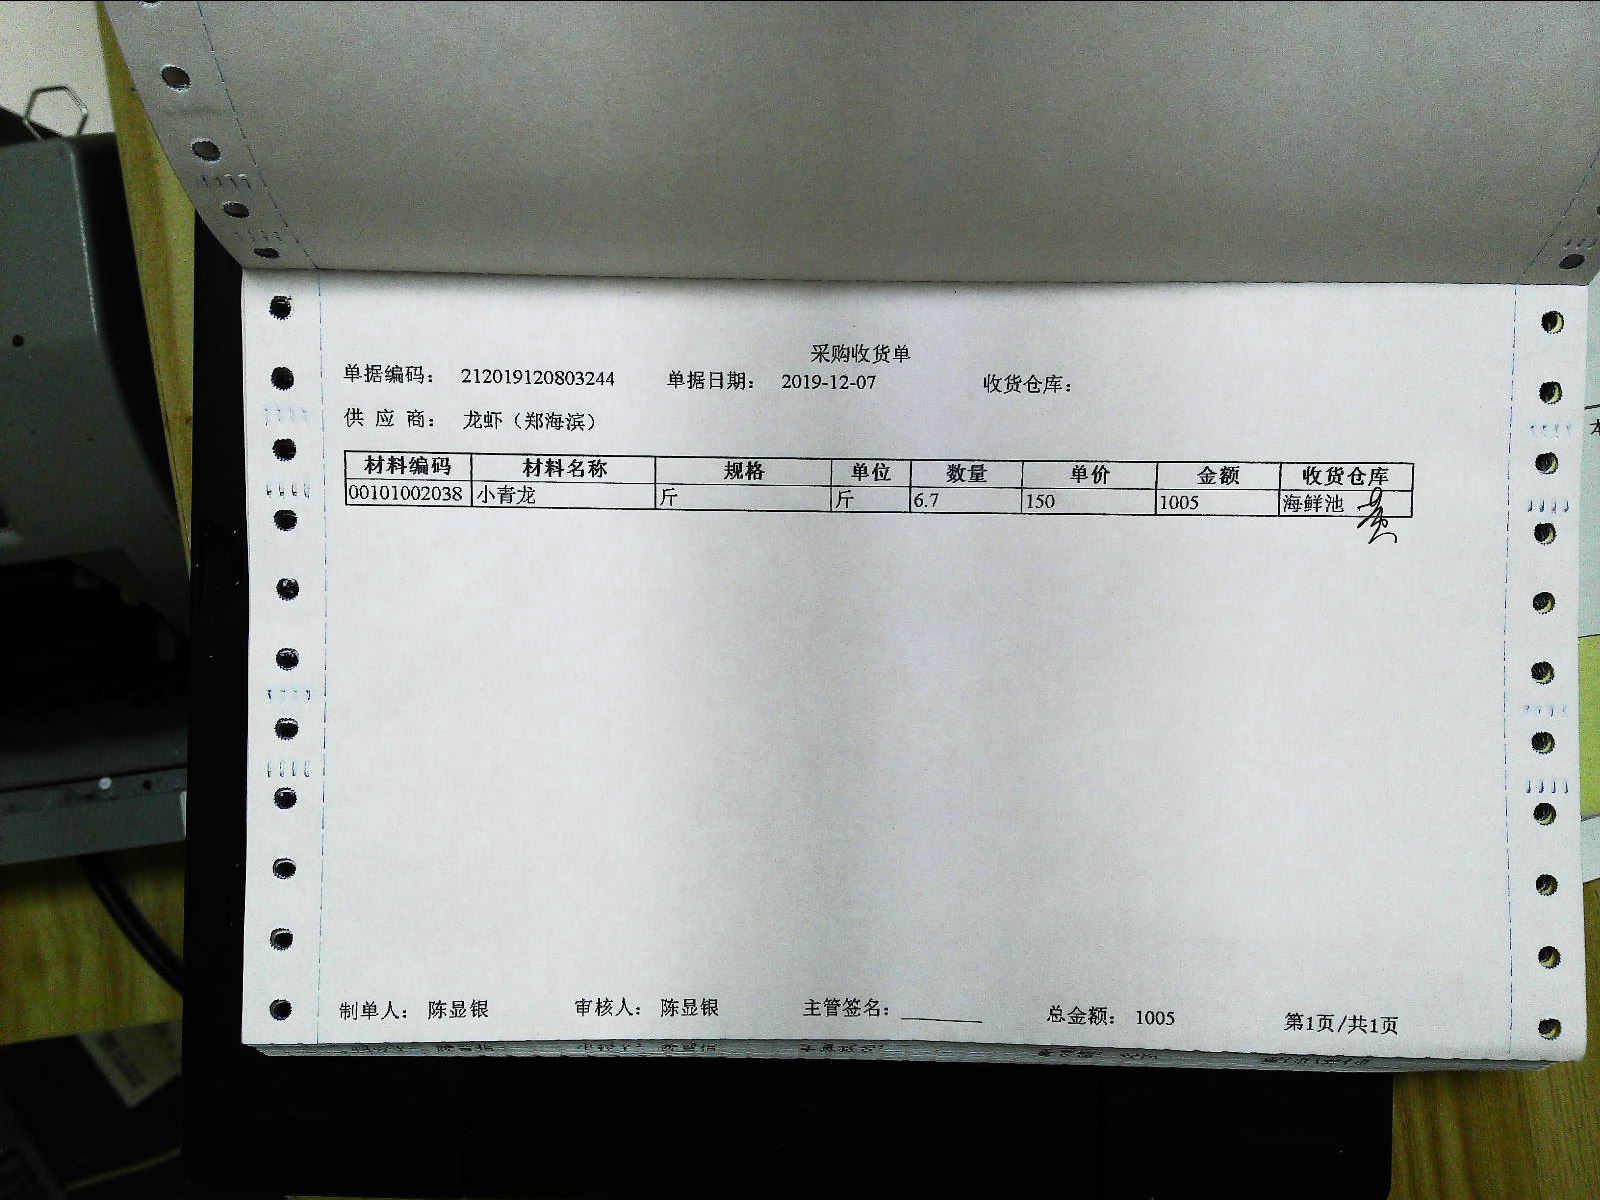 采购收货单
单据编码: 212019120803244 单据日期: 2019-12-07 收货仓库:
供 应 商: 龙虾(郑海滨)
材料编码 材料名称 规格 单位 数量 单价 金额 收货仓库
00101002038 小青龙 斤 斤 6.7 150 1005 海鲜池
制单人: 陈显银 审核人: 陈显银 主管签名: ________ 总金额: 1005 第1页/共1页